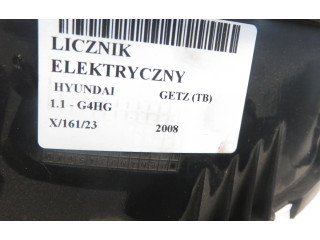 LICZNIK
ELEKTRYCZNY
HYUNDAI GETZ (TB)
1.1 - G4HG
X/161/23 2008